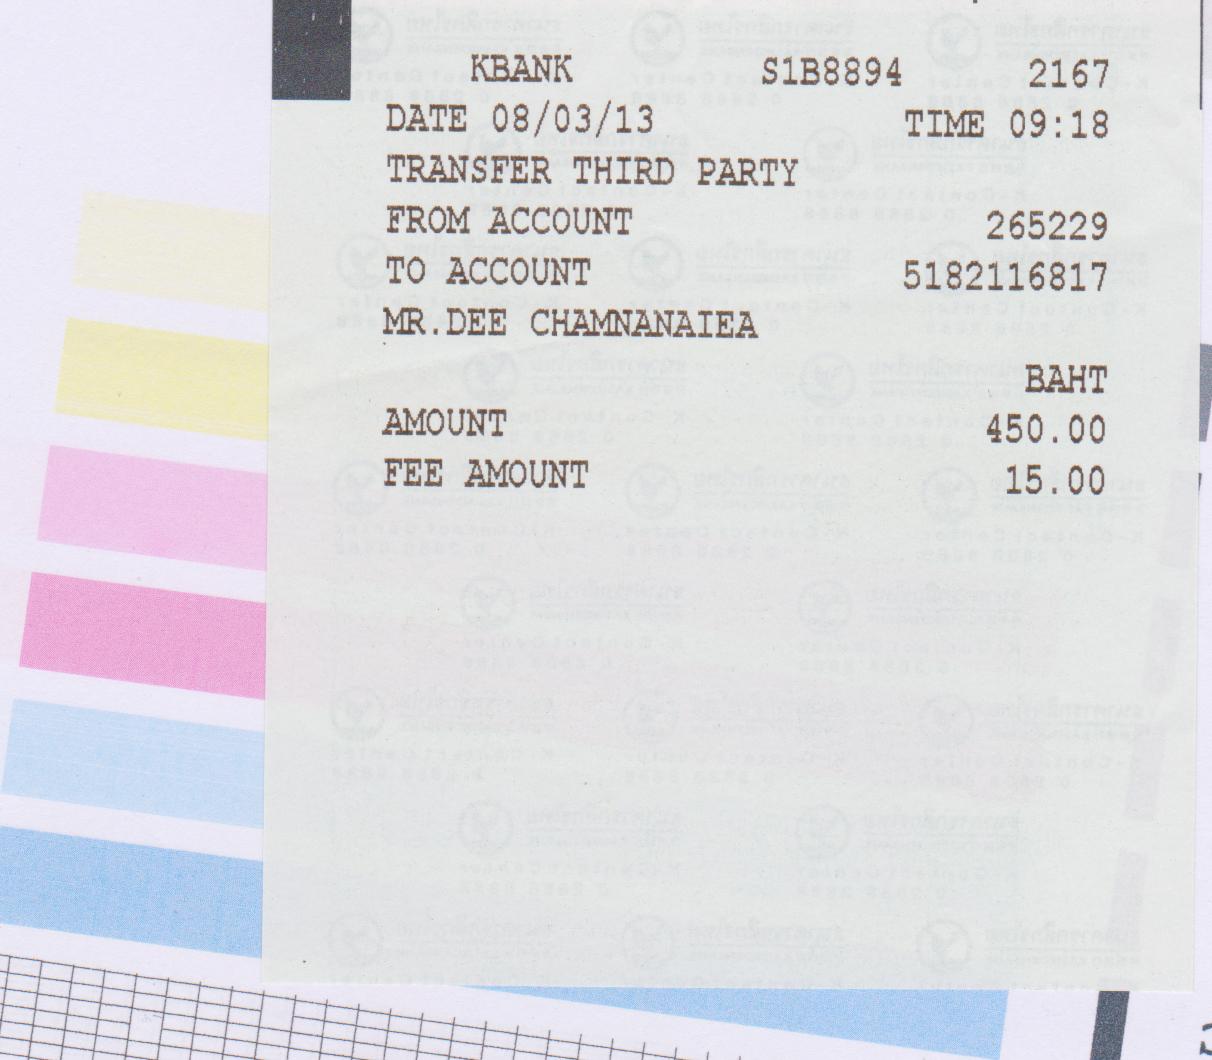 KBANK S1B8894 2167
DATE 08/03/13 TIME 09:18
TRANSFER THIRD PARTY
FROM ACCOUNT 265229
TO ACCOUNT 5182116817
MR.DEE CHAMNANAIEA
BAHT
AMOUNT 450.00
FEE AMOUNT 15.00